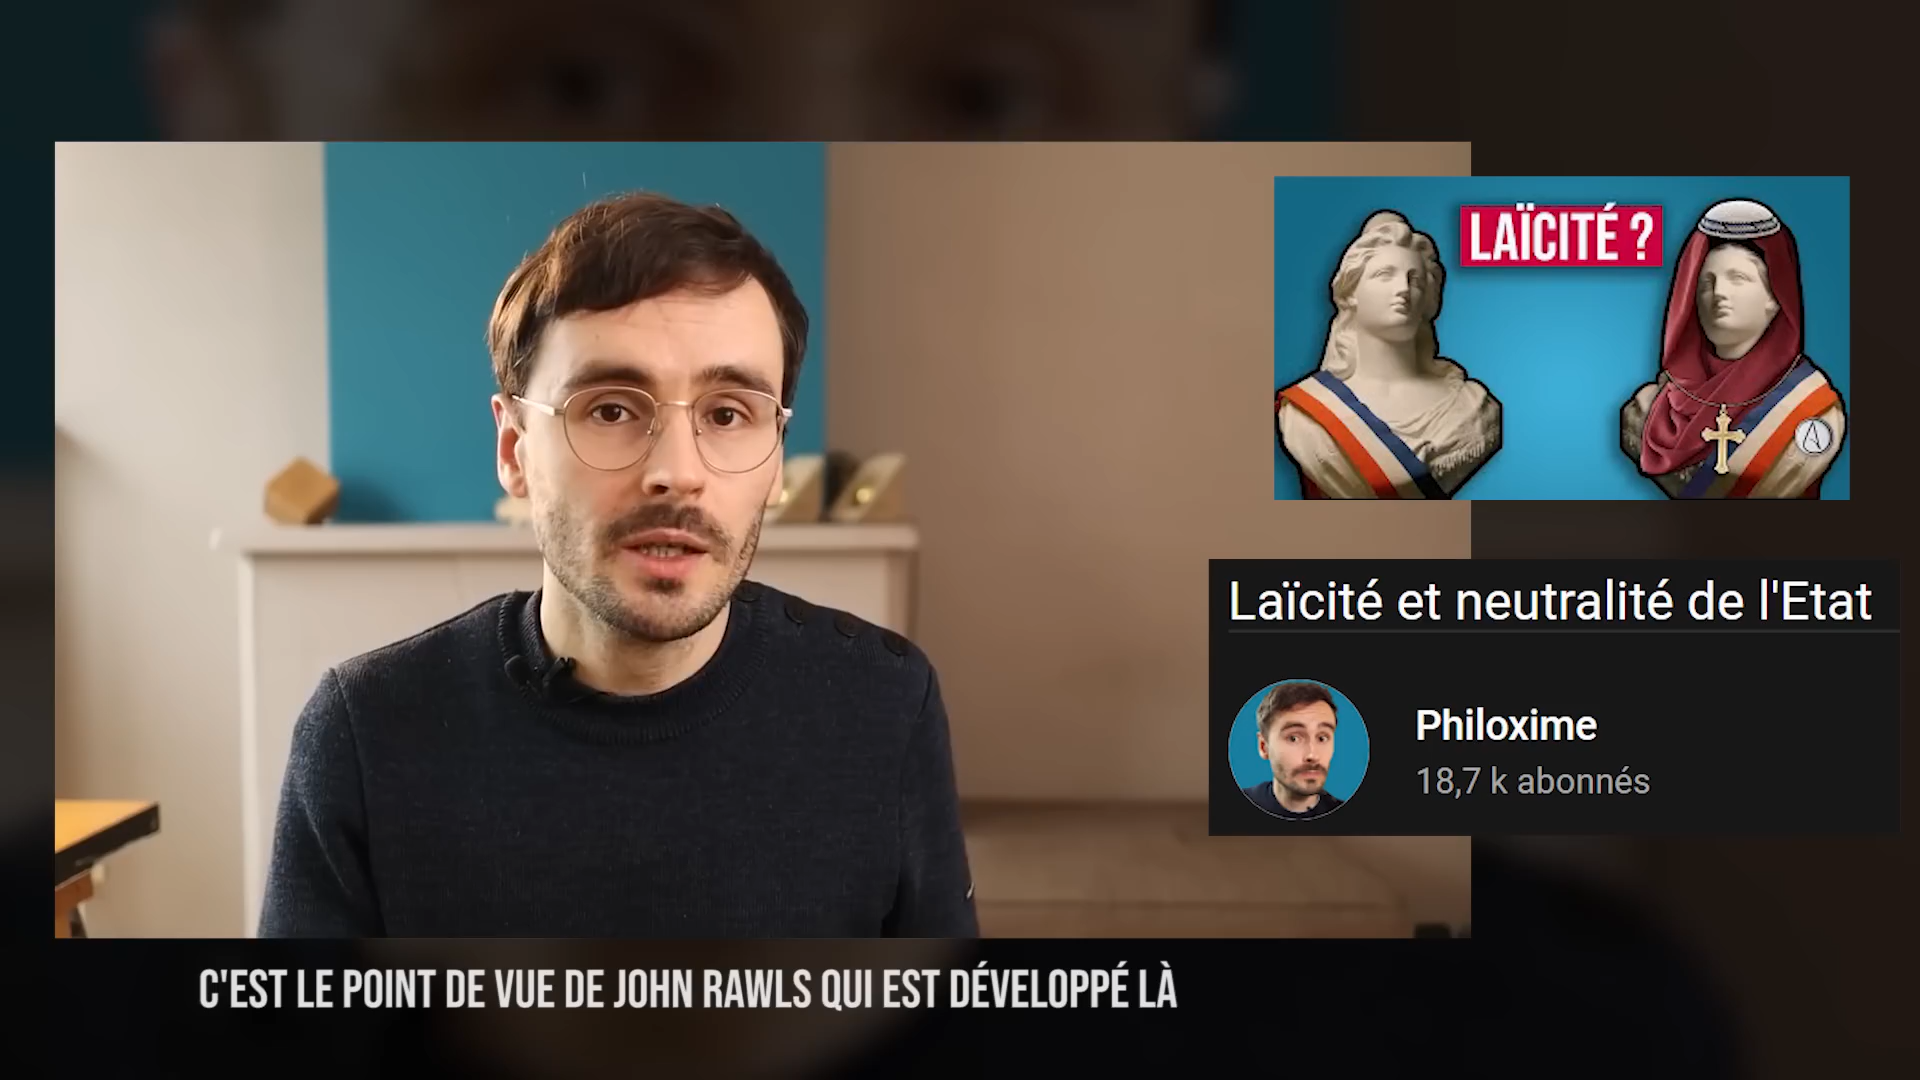 LAÏCITÉ ?
Laïcité et neutralité de l'Etat
Philoxime
18,7 k abonnés
C'EST LE POINT DE VUE DE JOHN RAWLS QUI EST DÉVELOPPÉ LÀ